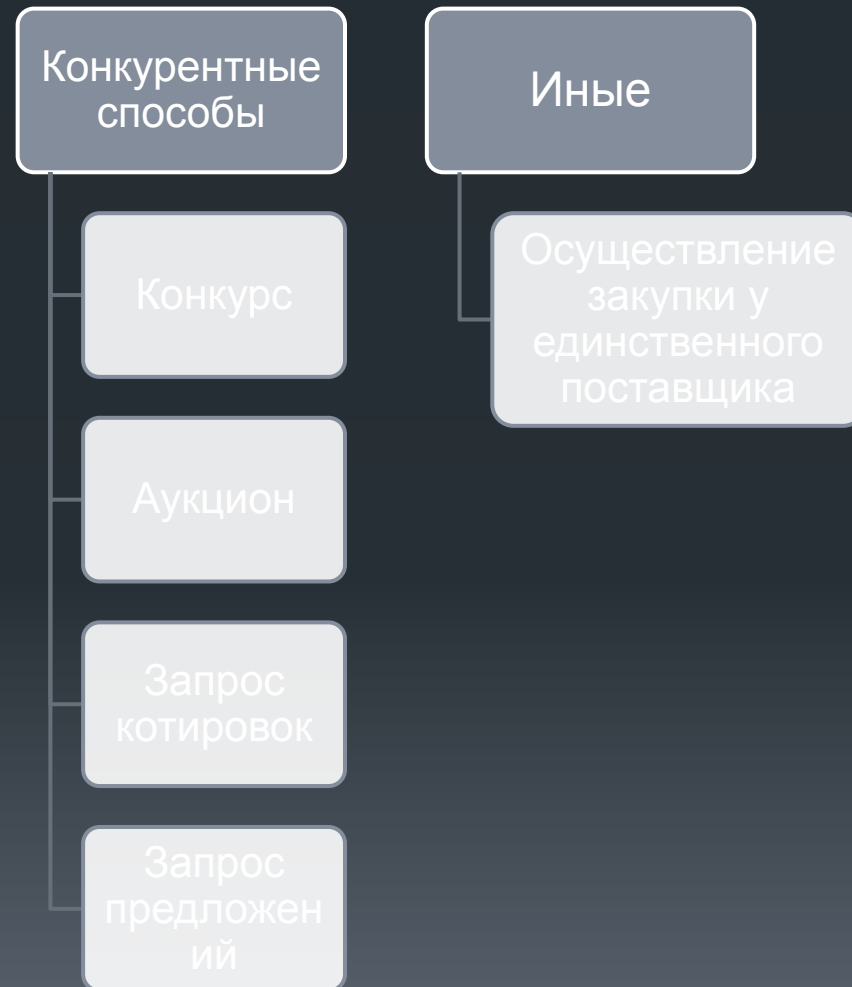 Конкурентные
способы
Конкурс
Аукцион
Запрос
котировок
Запрос
предложен
ий
Иные
Осуществление
закупки у
единственного
поставщика